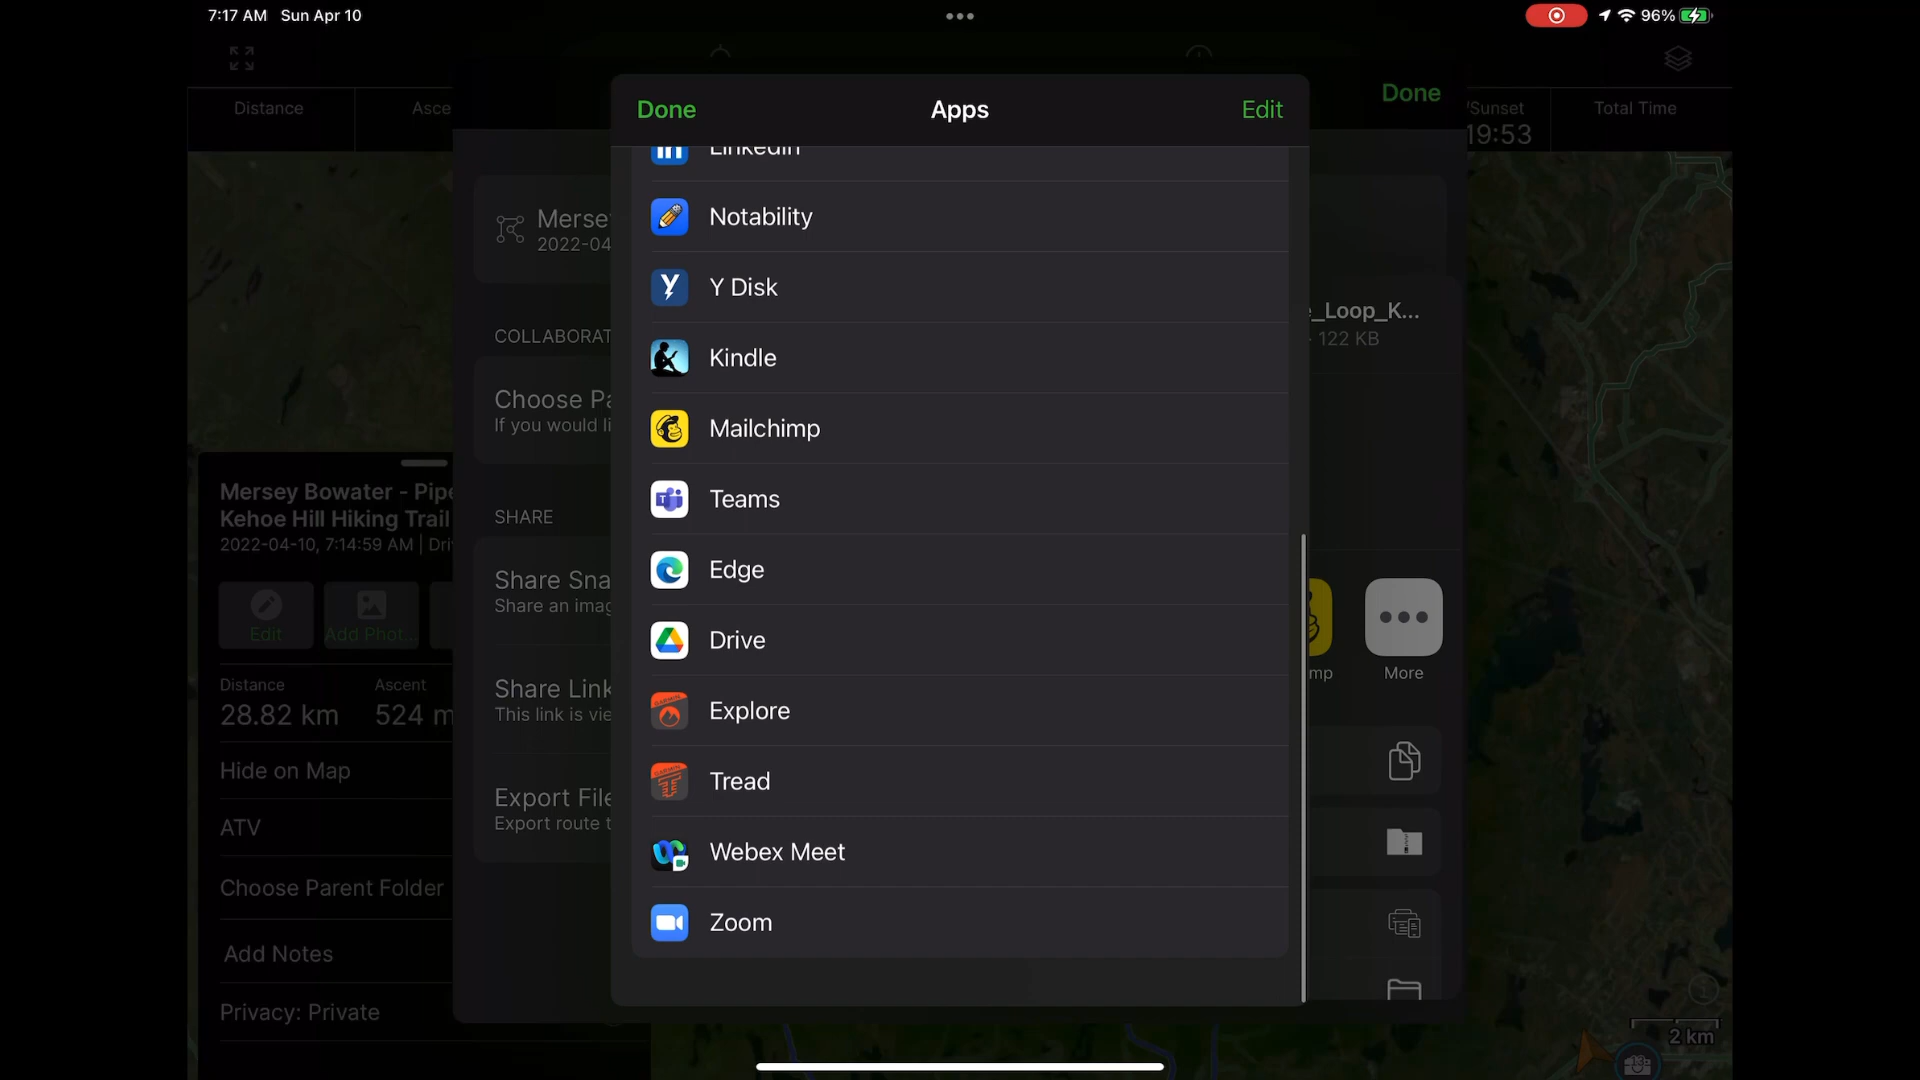 7:17 AM Sun Apr 10
96%
Distance
Asce
/Sunset
19:53
Total Time
Done
Done
Apps
Edit
LinkedIn
Notability
Y Disk
Kindle
Mailchimp
Teams
Edge
Drive
Explore
Tread
Webex Meet
Zoom
Merse
2022-04
COLLABORAT
Choose Pa
If you would li
SHARE
Share Sna
Share an imag
Share Link
This link is vie
Export File
Export route t
e_Loop_K...
· 122 KB
mp
More
Mersey Bowater - Pipe
Kehoe Hill Hiking Trail
2022-04-10, 7:14:59 AM | Dri
Edit
Add Phot...
Distance
Ascent
28.82 km
524 m
Hide on Map
ATV
Choose Parent Folder
Add Notes
Privacy: Private
2 km